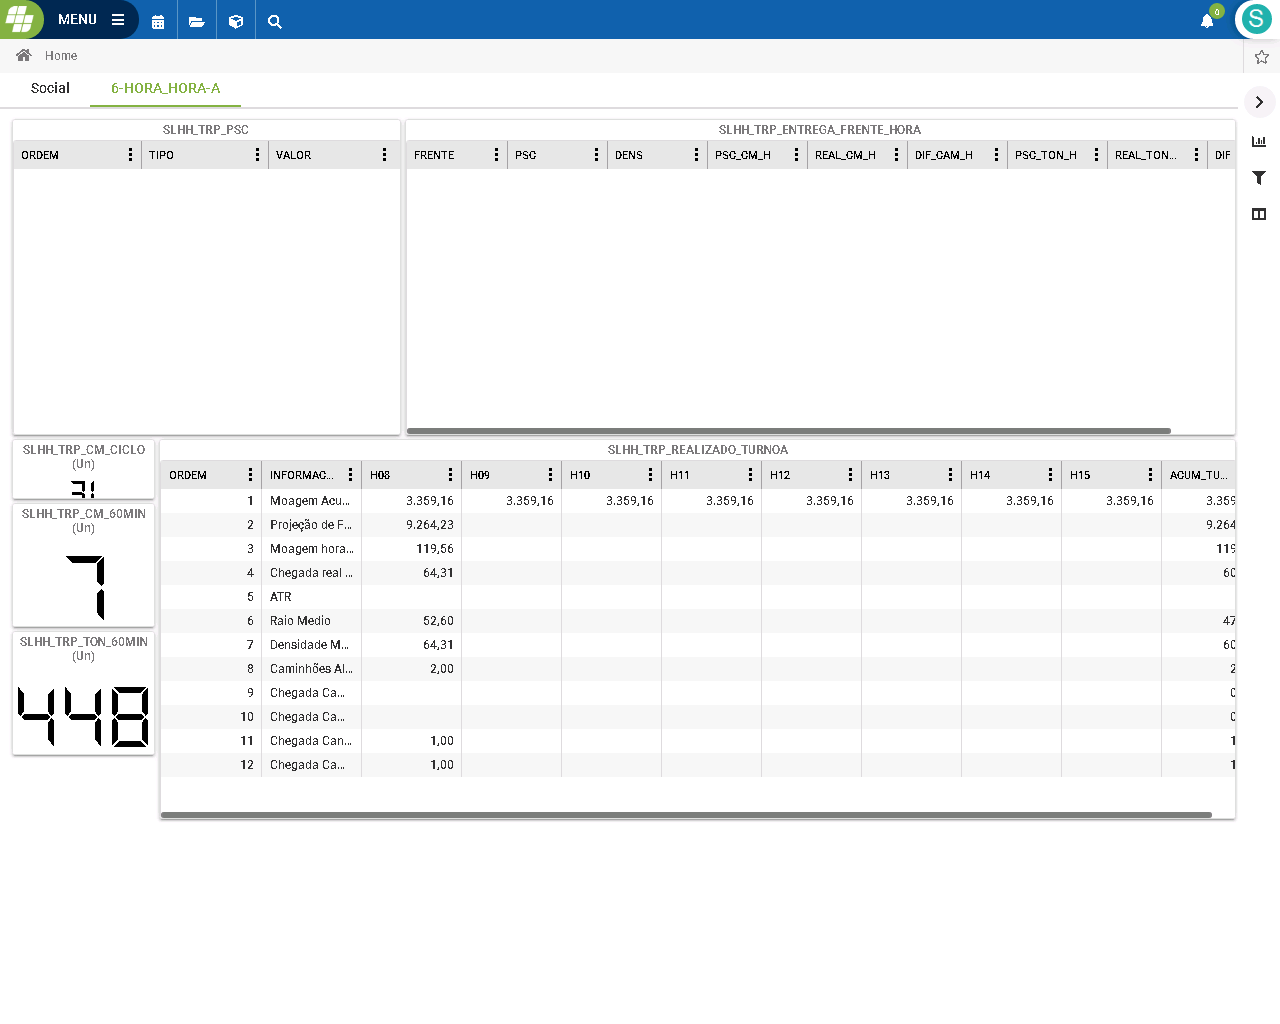 MENU
0
S
Home
Social 6-HORA_HORA-A
SLHH_TRP_PSC
ORDEM TIPO VALOR
SLHH_TRP_ENTREGA_FRENTE_HORA
FRENTE PSC DENS PSC_CM_H REAL_CM_H DIF_CAM_H PSC_TON_H REAL_TON... DIF
SLHH_TRP_CM_CICLO
(Un)
31
SLHH_TRP_CM_60MIN
(Un)
7
SLHH_TRP_TON_60MIN
(Un)
448
SLHH_TRP_REALIZADO_TURNOA
ORDEM INFORMAC... H08 H09 H10 H11 H12 H13 H14 H15 ACUM_TU...
1 Moagem Acu... 3.359,16 3.359,16 3.359,16 3.359,16 3.359,16 3.359,16 3.359,16 3.359,16 3.359
2 Projeção de F... 9.264,23 9.264
3 Moagem hora... 119,56 119
4 Chegada real ... 64,31 60
5 ATR
6 Raio Medio 52,60 47
7 Densidade M... 64,31 60
8 Caminhões Al... 2,00 2
9 Chegada Ca... 0
10 Chegada Ca... 0
11 Chegada Can... 1,00 1
12 Chegada Ca... 1,00 1